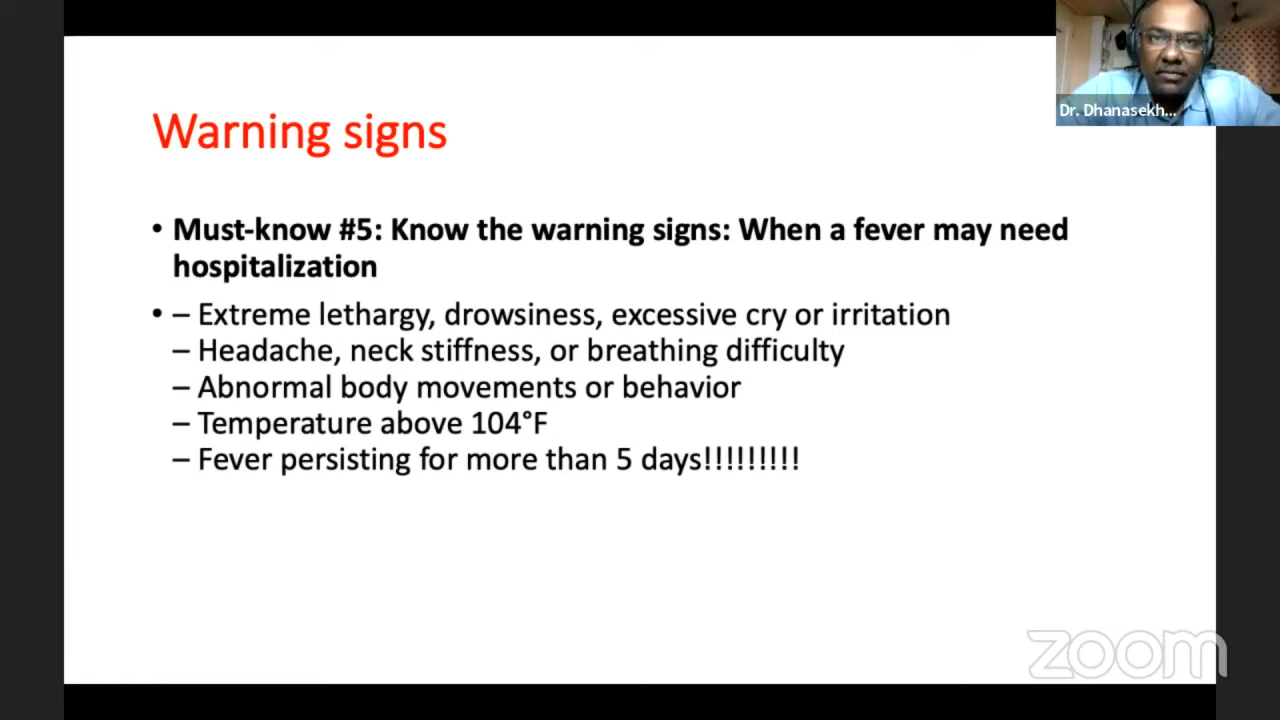 Dr. Dhanasekh...
Warning signs
• Must-know #5: Know the warning signs: When a fever may need
hospitalization
• – Extreme lethargy, drowsiness, excessive cry or irritation
– Headache, neck stiffness, or breathing difficulty
– Abnormal body movements or behavior
– Temperature above 104°F
– Fever persisting for more than 5 days!!!!!!!!!
zoom